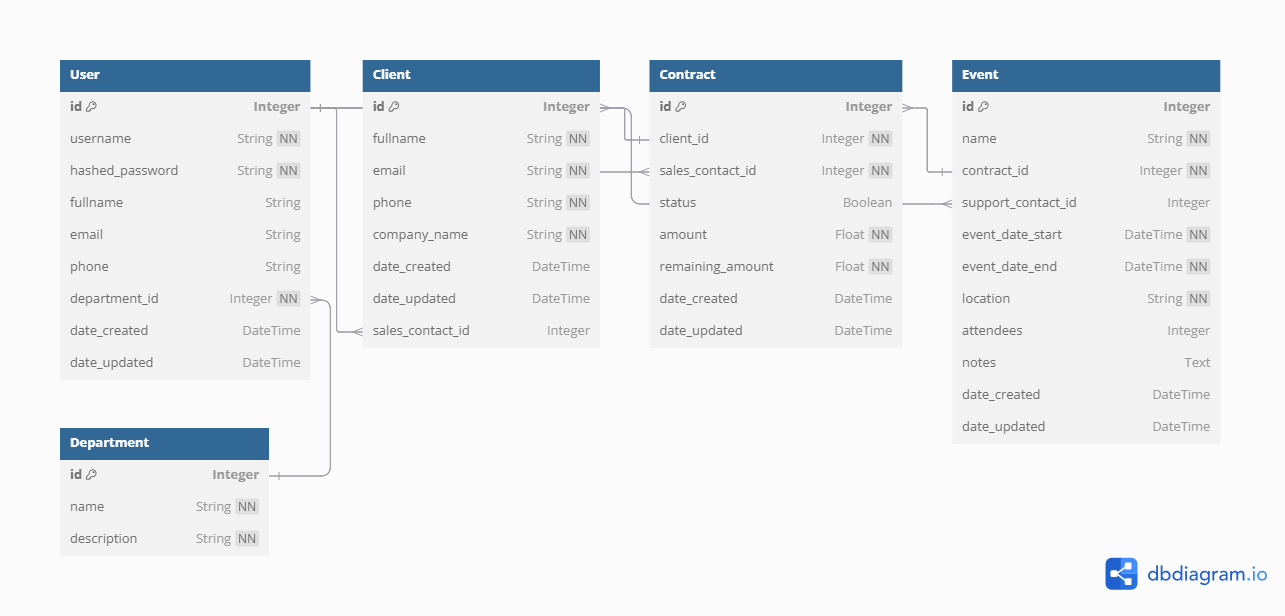 User
id Integer
username String NN
hashed_password String NN
fullname String
email String
phone String
department_id Integer NN
date_created DateTime
date_updated DateTime
Client
id Integer
fullname String NN
email String NN
phone String NN
company_name String NN
date_created DateTime
date_updated DateTime
sales_contact_id Integer
Contract
id Integer
client_id Integer NN
sales_contact_id Integer NN
status Boolean
amount Float NN
remaining_amount Float NN
date_created DateTime
date_updated DateTime
Event
id Integer
name String NN
contract_id Integer NN
support_contact_id Integer
event_date_start DateTime NN
event_date_end DateTime NN
location String NN
attendees Integer
notes Text
date_created DateTime
date_updated DateTime
Department
id Integer
name String NN
description String NN
dbdiagram.io